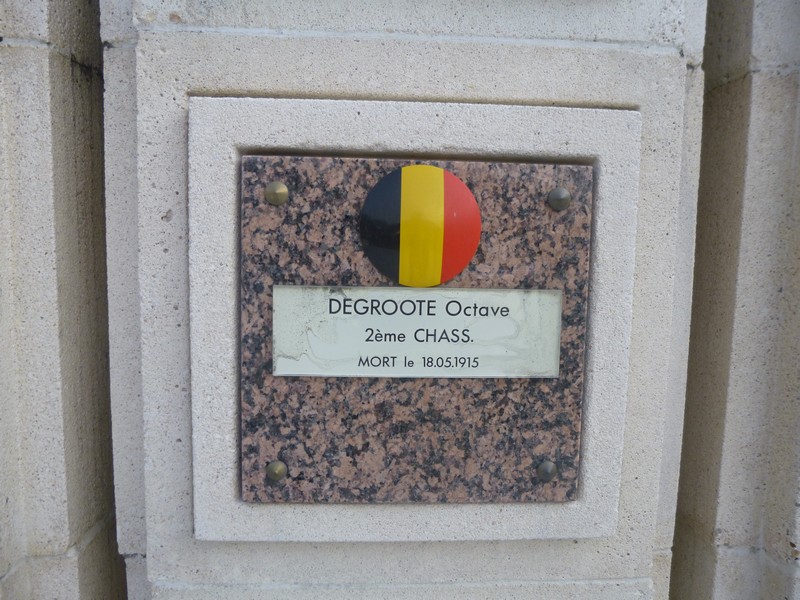 DEGROOTE Octave
2ème CHASS.
MORT le 18.05.1915